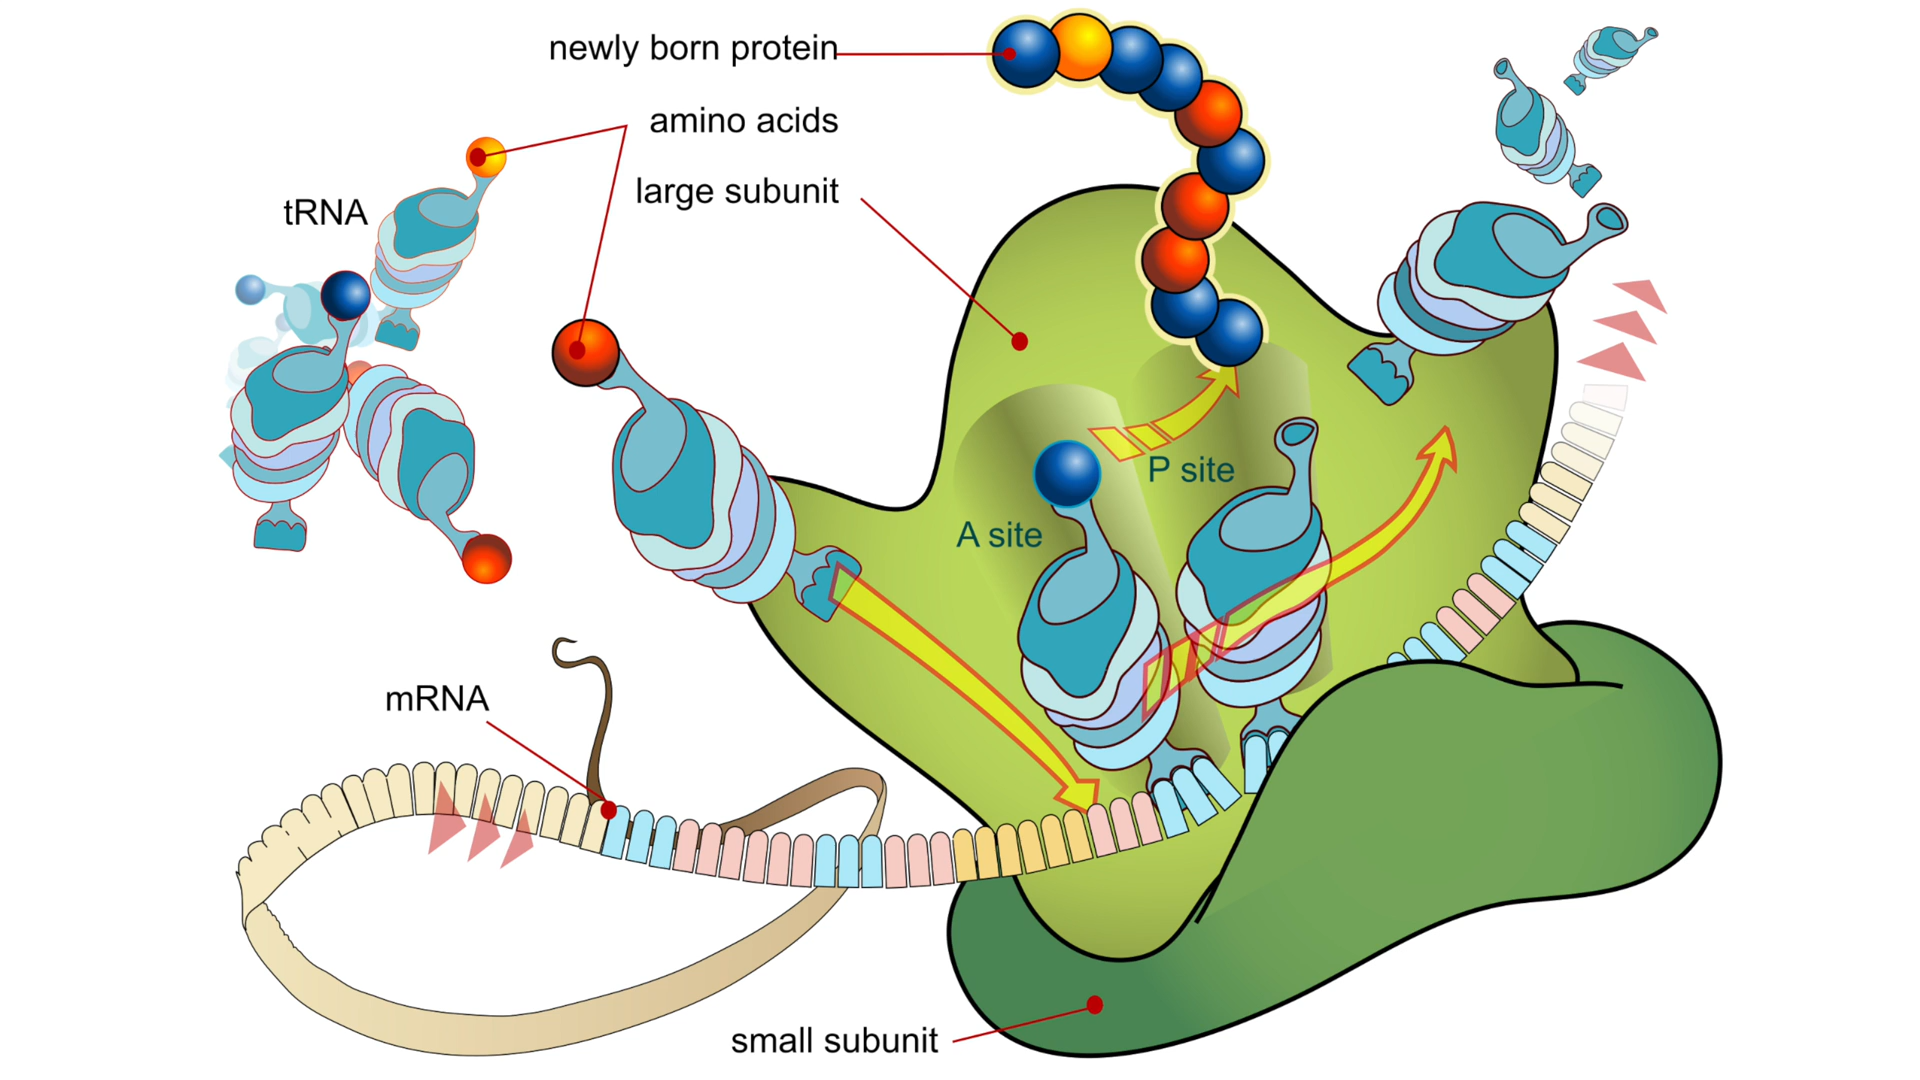 newly born protein
amino acids
large subunit
tRNA
P site
A site
mRNA
small subunit